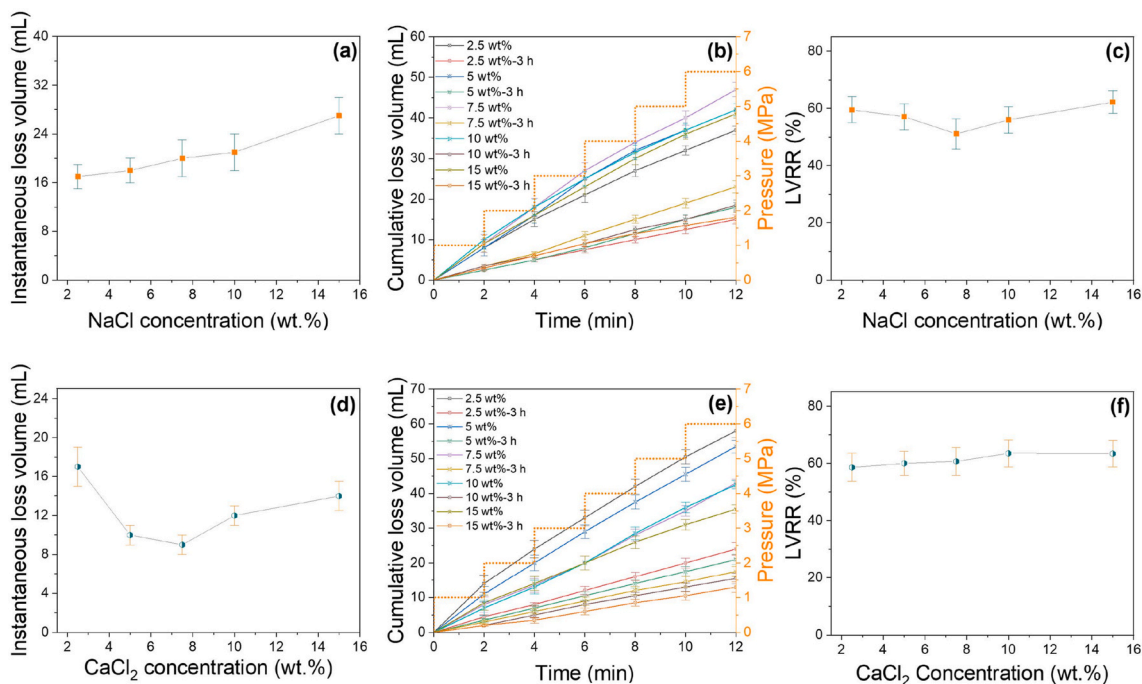 (a)
Instantaneous loss volume (mL)
40
32
24
16
8
0
2 4 6 8 10 12 14 16
NaCl concentration (wt.%)
(b)
Cumulative loss volume (mL)
60
50
40
30
20
10
0
2.5 wt%
2.5 wt%-3 h
5 wt%
5 wt%-3 h
7.5 wt%
7.5 wt%-3 h
10 wt%
10 wt%-3 h
15 wt%
15 wt%-3 h
7
6
5
4
3
2
1
0
Pressure (MPa)
0 2 4 6 8 10 12
Time (min)
(c)
LVRR (%)
80
60
40
20
0
2 4 6 8 10 12 14 16
NaCl concentration (wt.%)
(d)
Instantaneous loss volume (mL)
24
20
16
12
8
4
0
2 4 6 8 10 12 14 16
CaCl₂ concentration (wt.%)
(e)
Cumulative loss volume (mL)
70
60
50
40
30
20
10
0
2.5 wt%
2.5 wt%-3 h
5 wt%
5 wt%-3 h
7.5 wt%
7.5 wt%-3 h
10 wt%
10 wt%-3 h
15 wt%
15 wt%-3 h
7
6
5
4
3
2
1
0
Pressure (MPa)
0 2 4 6 8 10 12
Time (min)
(f)
LVRR (%)
80
60
40
20
0
2 4 6 8 10 12 14 16
CaCl₂ Concentration (wt.%)